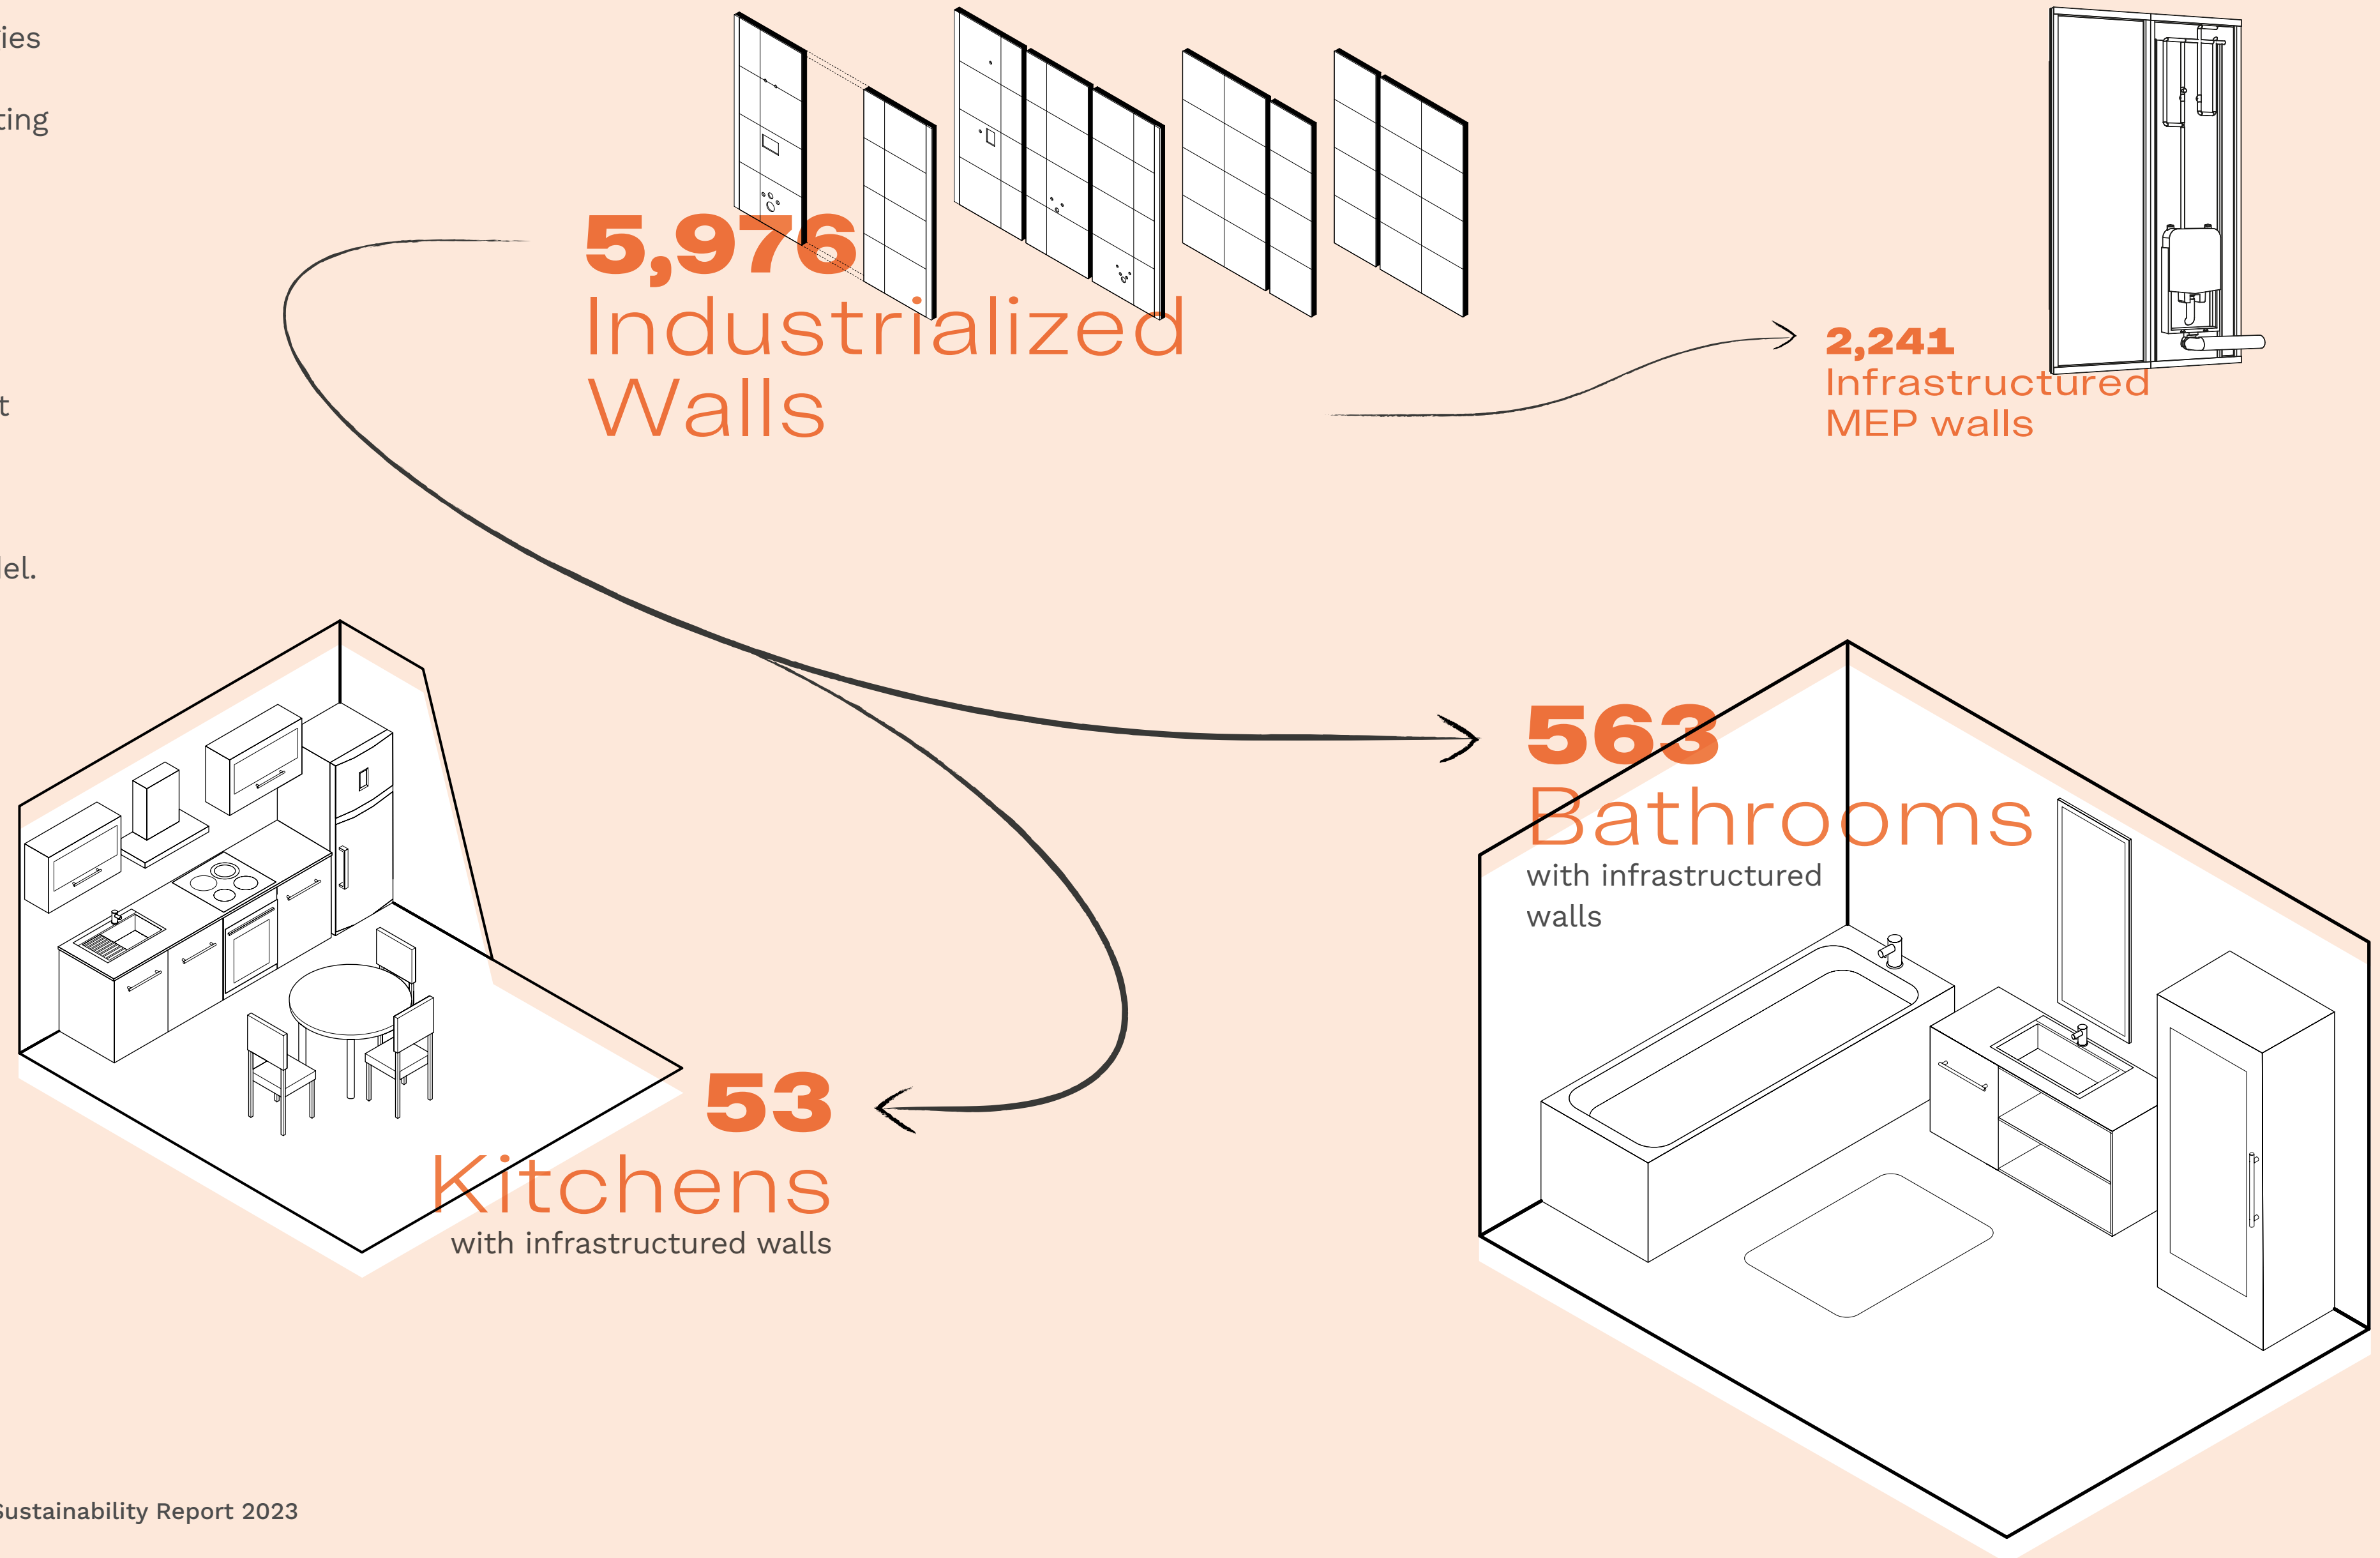 ies
ting
t
del.
5,976
Industrialized
Walls
2,241
Infrastructured
MEP walls
563
Bathrooms
with infrastructured
walls
53
Kitchens
with infrastructured walls
Sustainability Report 2023